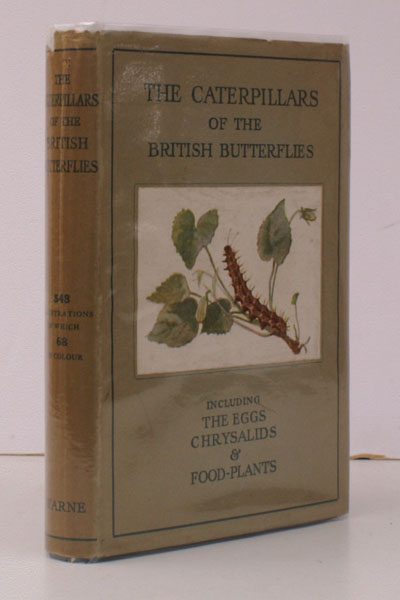 THE
CATERPILLARS
OF THE
BRITISH
BUTTERFLIES
543
ILLUSTRATIONS
OF WHICH
68
IN COLOUR
WARNE
THE CATERPILLARS
OF THE
BRITISH BUTTERFLIES
INCLUDING
THE EGGS
CHRYSALIDS
&
FOOD-PLANTS